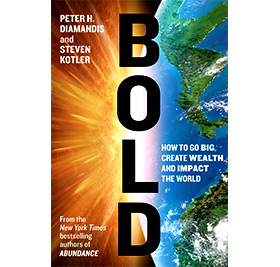 PETER H.
DIAMANDIS
and
STEVEN
KOTLER
BOLD
HOW TO GO BIG,
CREATE WEALTH
AND IMPACT
THE WORLD
From the
New York Times
bestselling
authors of
ABUNDANCE